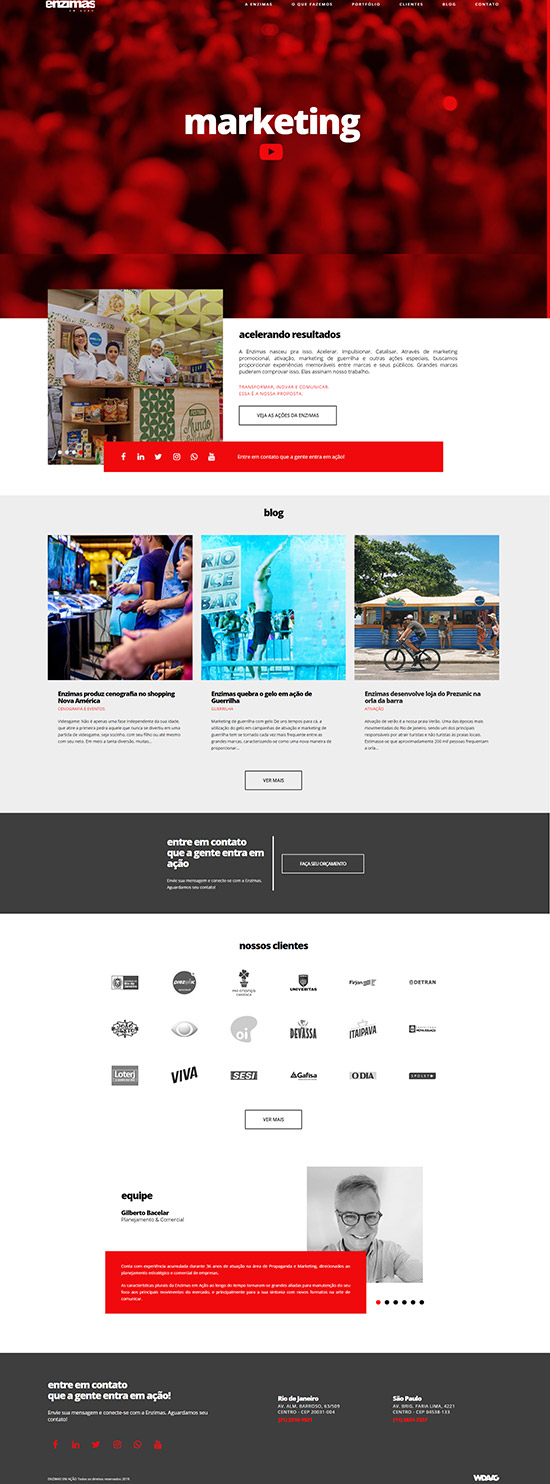 enzimas
A ENZIMAS O QUE FAZEMOS PORTFÓLIO CLIENTES BLOG CONTATO
marketing
acelerando resultados
A Enzimas nasceu pra isso. Acelerar. Impulsionar. Catalisar. Através de marketing
promocional, ativação, marketing de guerrilha e outras ações especiais, buscamos
proporcionar experiências memoráveis entre marcas e seus públicos. Grandes marcas
puderam comprovar isso. Elas assinam nosso trabalho.
TRANSFORMAR, INOVAR E COMUNICAR.
ESSA É A NOSSA PROPOSTA.
VEJA AS AÇÕES DA ENZIMAS
Entre em contato que a gente entra em ação!
blog
RIO
ICE
BAR
Enzimas produz cenografia no shopping
Nova América
CENOGRAFIA E EVENTOS
Videogame: Não é apenas uma fase independente da sua idade,
que atire a primeira pedra aquele que nunca se divertiu em uma
partida de videogame, seja sozinho, com seu filho ou até mesmo
com seu neto. Em meio a tanta diversão, muitas...
Enzimas quebra o gelo em ação de
Guerrilha
GUERRILHA
Marketing de guerrilha com gelo De uns tempos para cá, a
utilização do gelo em campanhas de ativação e marketing de
guerrilha tem se tornado cada vez mais frequente entre as
grandes marcas, caracterizando-se como uma nova maneira de
proporcionar...
Enzimas desenvolve loja do Prezunic na
orla da barra
ATIVAÇÃO
Ativação de verão é a nossa praia Verão. Uma das épocas mais
movimentadas do Rio de Janeiro, sendo um dos principais
responsáveis por atrair turistas e não turistas às praias locais.
Estimasse-se que aproximadamente 200 mil pessoas frequentam
a orla...
VER MAIS
entre em contato
que a gente entra em
ação
Envie sua mensagem e conecte-se com a Enzimas.
Aguardamos seu contato!
FAÇA SEU ORÇAMENTO
nossos clientes
UNIVERITAS
Firjan
DETRAN
oi
DEVASSA
ITAIPAVA
NOVA IGUAÇU
Loterj
VIVA
SESI
Gafisa
O DIA
SPOLETO
VER MAIS
equipe
Gilberto Bacelar
Planejamento & Comercial
Conta com experiência acumulada durante 36 anos de atuação na área de Propaganda e Marketing, direcionados ao
planejamento estratégico e comercial de empresas.
As características plurais da Enzimas em Ação ao longo do tempo tornaram-se grandes aliadas para manutenção do seu
foco aos principais movimentos do mercado, e principalmente para a sua sintonia com novos formatos na arte de
comunicar.
entre em contato
que a gente entra em ação!
Envie sua mensagem e conecte-se com a Enzimas. Aguardamos seu
contato!
Rio de Janeiro
AV. ALM. BARROSO, 63/509
CENTRO - CEP 20031-004
São Paulo
AV. BRIG. FARIA LIMA, 4221
CENTRO - CEP 04538-133
ENZIMAS EM AÇÃO Todos os direitos reservados 2019.